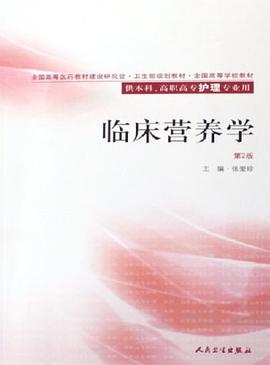 全国高等医药教材建设研究会·卫生部规划教材·全国高等学校教材
供本科、高职高专护理专业用
临床营养学
第2版
主 编 张爱珍
人民卫生出版社